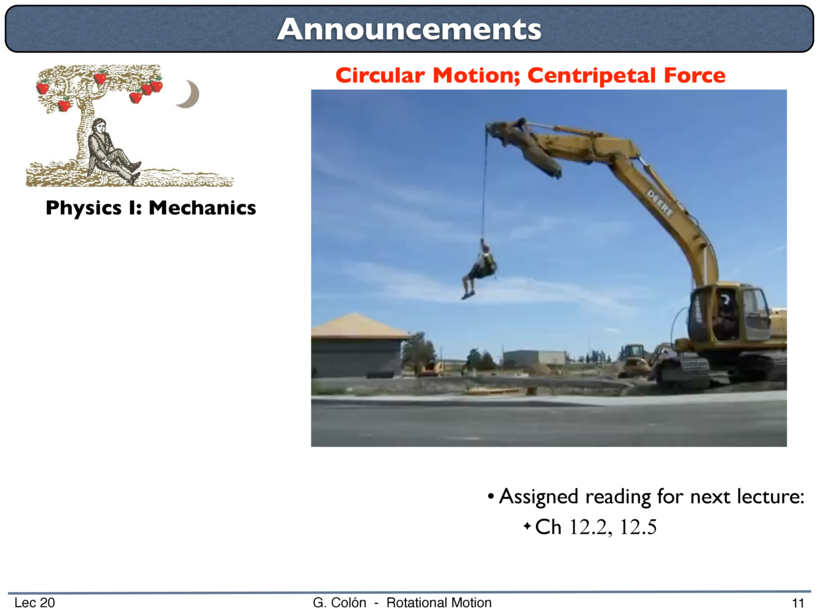 Announcements
Circular Motion; Centripetal Force
Physics I: Mechanics
DEERE
• Assigned reading for next lecture:
✦ Ch 12.2, 12.5
Lec 20
G. Colón - Rotational Motion
11